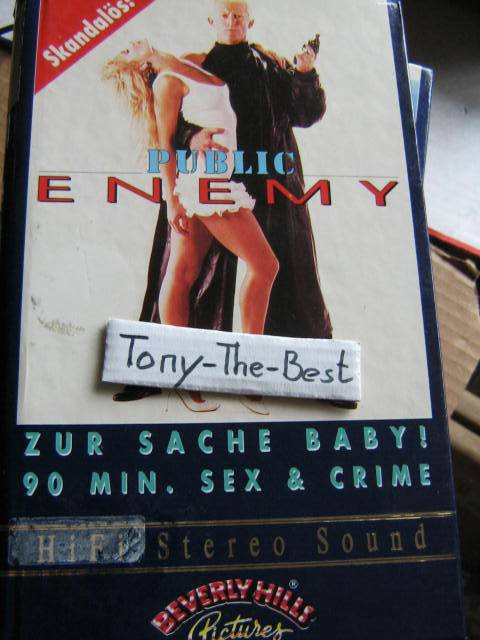 Skandalös!
PUBLIC
ENEMY
Tony-The-Best
ZUR SACHE BABY!
90 MIN. SEX & CRIME
HiFi Stereo Sound
BEVERLY HILLS ®
Pictures